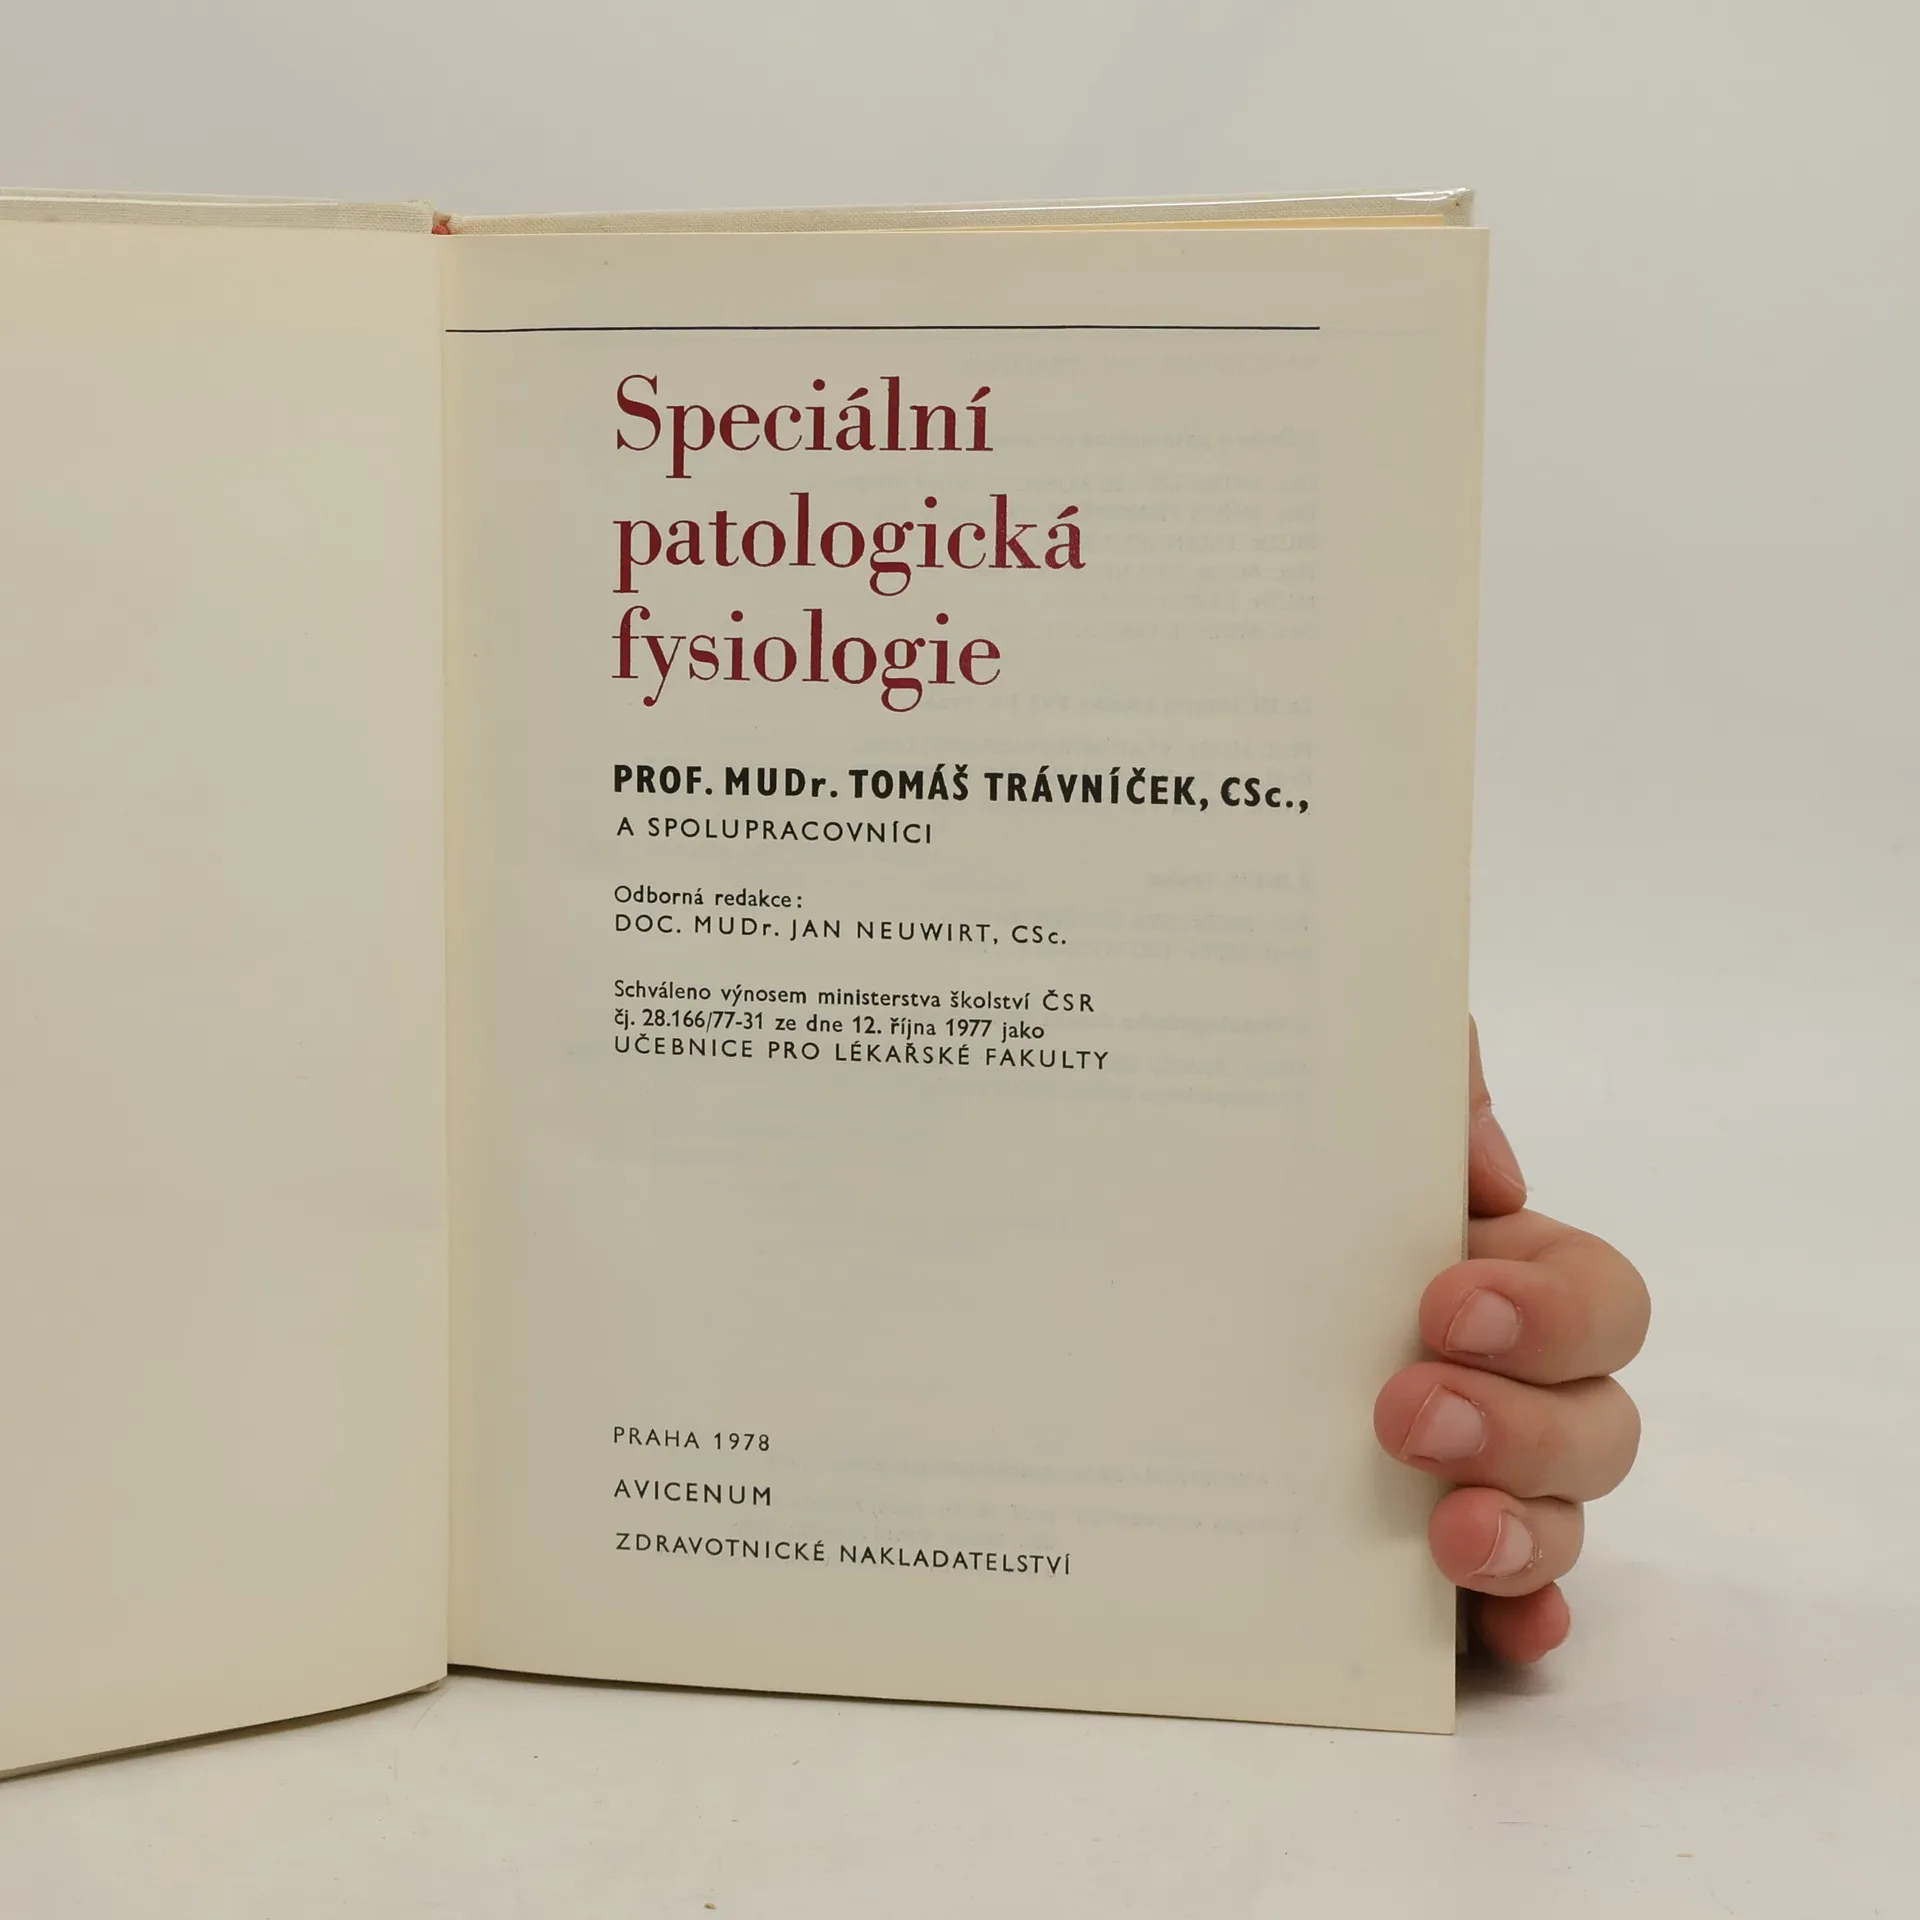 Speciální
patologická
fysiologie
PROF. MUDr. TOMÁŠ TRÁVNÍČEK, CSc.,
A SPOLUPRACOVNÍCI
Odborná redakce:
DOC. MUDr. JAN NEUWIRT, CSc.
Schváleno výnosem ministerstva školství ČSR
čj. 28.166/77-31 ze dne 12. října 1977 jako
UČEBNICE PRO LÉKAŘSKÉ FAKULTY
PRAHA 1978
AVICENUM
ZDRAVOTNICKÉ NAKLADATELSTVÍ